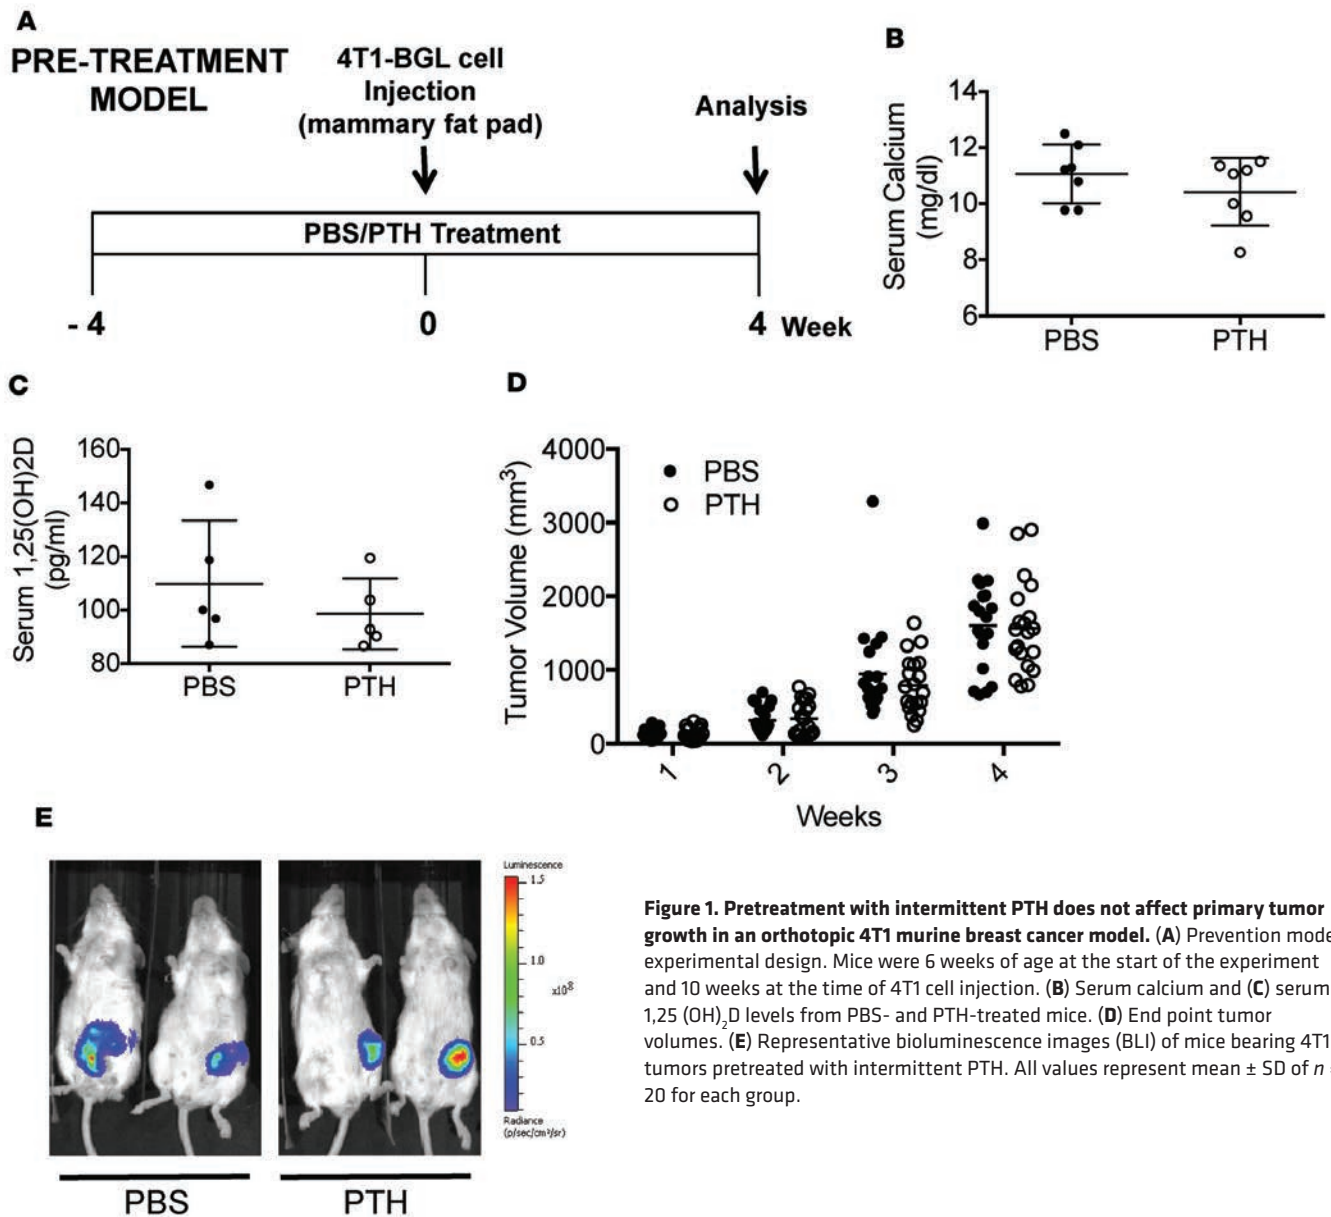 A
PRE-TREATMENT
MODEL
4T1-BGL cell
Injection
(mammary fat pad)
Analysis
PBS/PTH Treatment
- 4
0
4 Week
B
Serum Calcium
(mg/dl)
14
12
10
8
6
PBS
PTH
C
Serum 1,25(OH)2D
(pg/ml)
160
140
120
100
80
PBS
PTH
D
Tumor Volume (mm³)
4000
3000
2000
1000
0
PBS
PTH
1
2
3
4
Weeks
E
Luminescence
1.5
1.0
x10⁸
0.5
Radiance
(p/sec/cm²/sr)
PBS
PTH
Figure 1. Pretreatment with intermittent PTH does not affect primary tumor
growth in an orthotopic 4T1 murine breast cancer model. (A) Prevention mode
experimental design. Mice were 6 weeks of age at the start of the experiment
and 10 weeks at the time of 4T1 cell injection. (B) Serum calcium and (C) serum
1,25 (OH)₂D levels from PBS- and PTH-treated mice. (D) End point tumor
volumes. (E) Representative bioluminescence images (BLI) of mice bearing 4T1
tumors pretreated with intermittent PTH. All values represent mean ± SD of n
20 for each group.